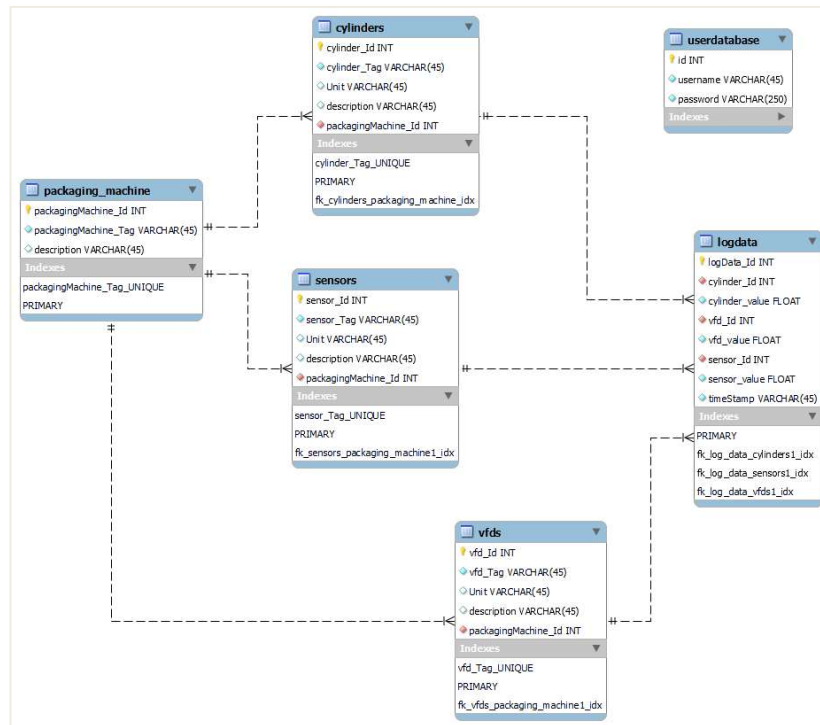 cylinders
cylinder_Id INT
cylinder_Tag VARCHAR(45)
Unit VARCHAR(45)
description VARCHAR(45)
packagingMachine_Id INT
Indexes
cylinder_Tag_UNIQUE
PRIMARY
fk_cylinders_packaging_machine_idx
userdatabase
id INT
username VARCHAR(45)
password VARCHAR(250)
Indexes
packaging_machine
packagingMachine_Id INT
packagingMachine_Tag VARCHAR(45)
description VARCHAR(45)
Indexes
packagingMachine_Tag_UNIQUE
PRIMARY
sensors
sensor_Id INT
sensor_Tag VARCHAR(45)
Unit VARCHAR(45)
description VARCHAR(45)
packagingMachine_Id INT
Indexes
sensor_Tag_UNIQUE
PRIMARY
fk_sensors_packaging_machine1_idx
logdata
logData_Id INT
cylinder_Id INT
cylinder_value FLOAT
vfd_Id INT
vfd_value FLOAT
sensor_Id INT
sensor_value FLOAT
timeStamp VARCHAR(45)
Indexes
PRIMARY
fk_log_data_cylinders1_idx
fk_log_data_sensors1_idx
fk_log_data_vfds1_idx
vfds
vfd_Id INT
vfd_Tag VARCHAR(45)
Unit VARCHAR(45)
description VARCHAR(45)
packagingMachine_Id INT
Indexes
vfd_Tag_UNIQUE
PRIMARY
fk_vfds_packaging_machine1_idx